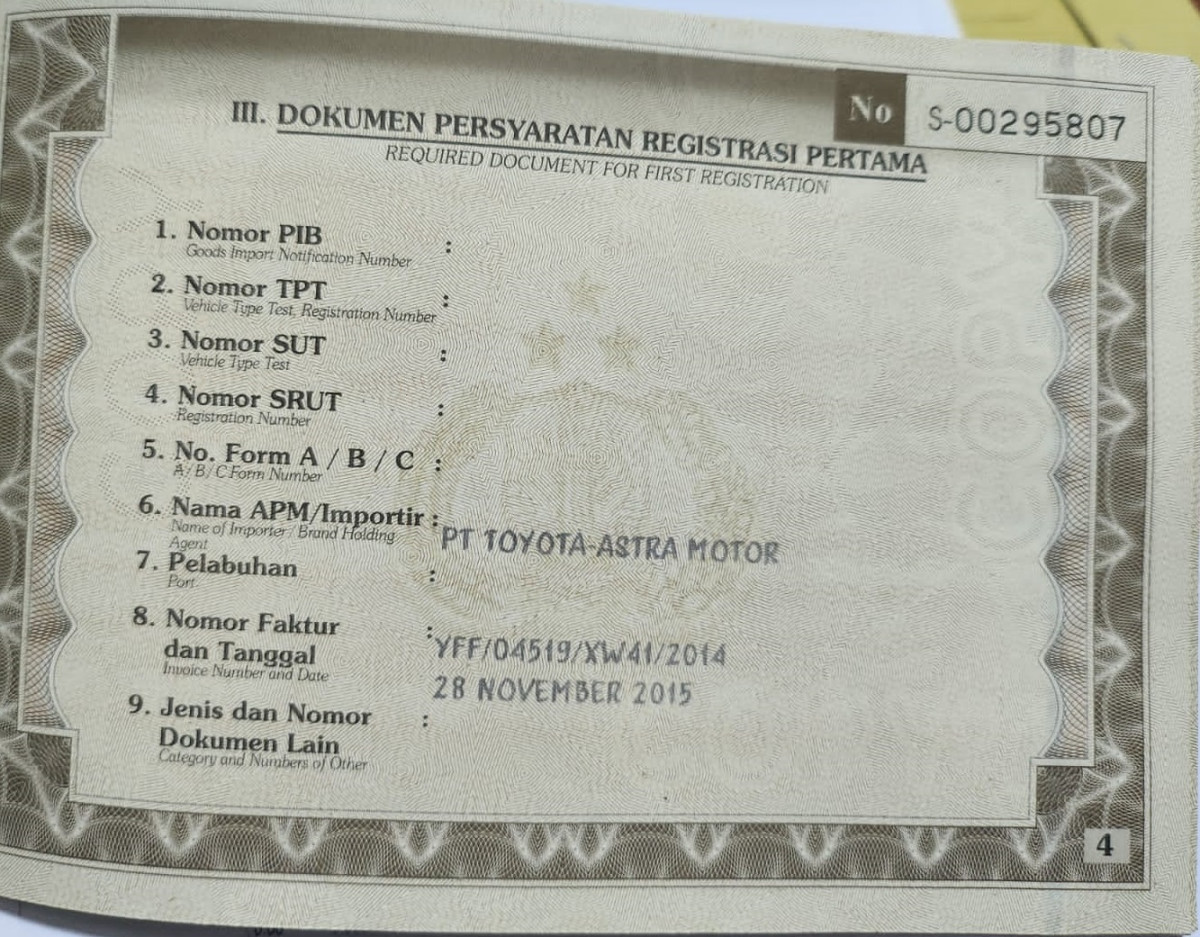 No S-00295807
III. DOKUMEN PERSYARATAN REGISTRASI PERTAMA
REQUIRED DOCUMENT FOR FIRST REGISTRATION
1. Nomor PIB :
Goods Import Notification Number
2. Nomor TPT :
Vehicle Type Test, Registration Number
3. Nomor SUT :
Vehicle Type Test
4. Nomor SRUT :
Registration Number
5. No. Form A / B / C :
A / B / C Form Number
6. Nama APM/Importir :
Name of Importer / Brand Holding
Agent
PT TOYOTA-ASTRA MOTOR
7. Pelabuhan :
Port
8. Nomor Faktur :
dan Tanggal
Invoice Number and Date
YFF/04519/XW41/2014
28 NOVEMBER 2015
9. Jenis dan Nomor :
Dokumen Lain
Category and Numbers of Other
4
COPY